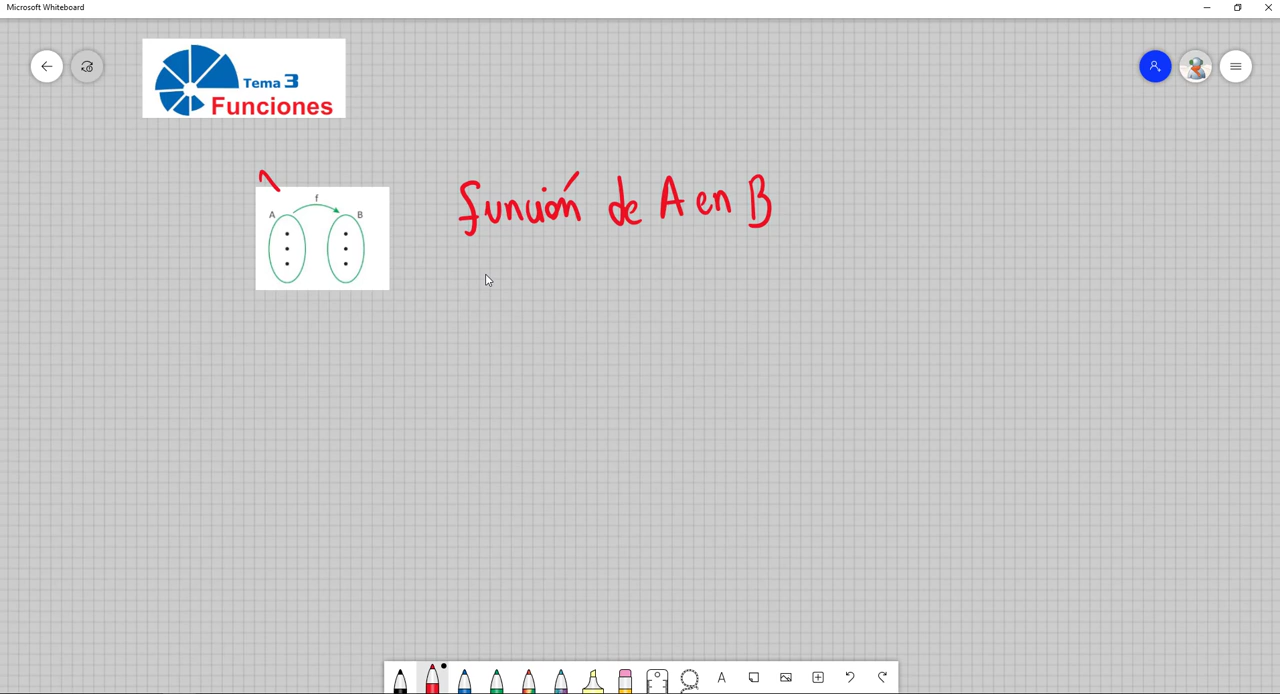 Microsoft Whiteboard
Tema 3
Funciones
f
A B
función de A en B
A